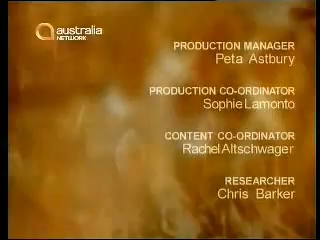 australia
NETWORK
PRODUCTION MANAGER
Peta Astbury
PRODUCTION CO-ORDINATOR
Sophie Lamonto
CONTENT CO-ORDINATOR
Rachel Altschwager
RESEARCHER
Chris Barker